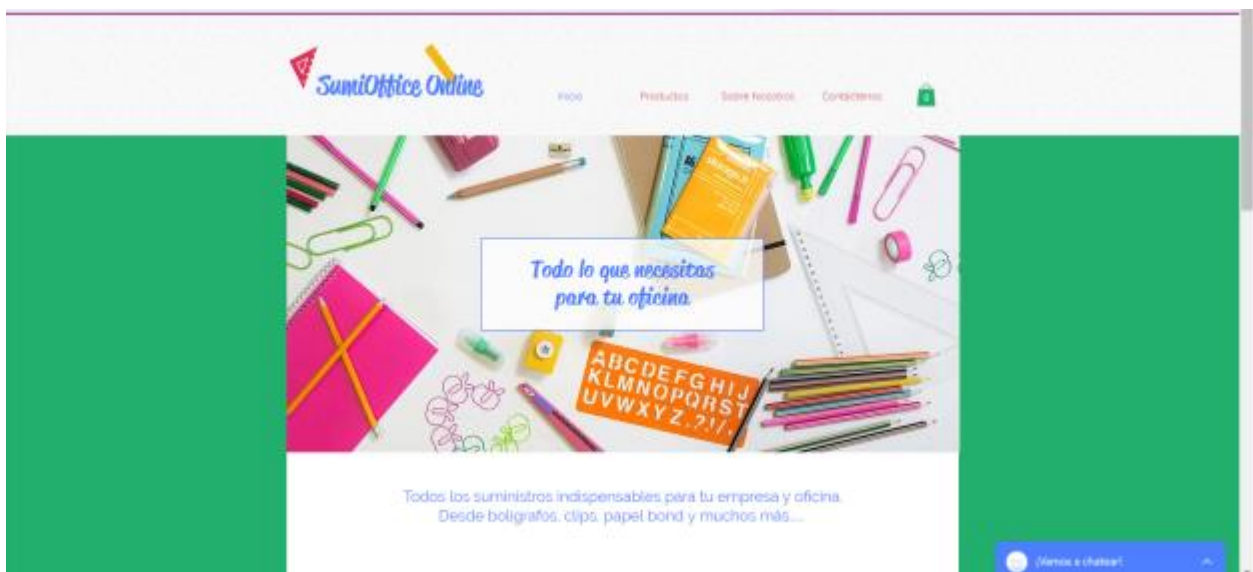 SumiOffice Online
Inicio
Productos
Sobre Nosotros
Contáctenos
0
Todo lo que necesitas
para tu oficina
ABCDEFGHIJ
KLMNOPQRST
UVWXYZ.?!/,
Todos los suministros indispensables para tu empresa y oficina.
Desde bolígrafos, clips, papel bond y muchos más....
¡Vamos a chatear!